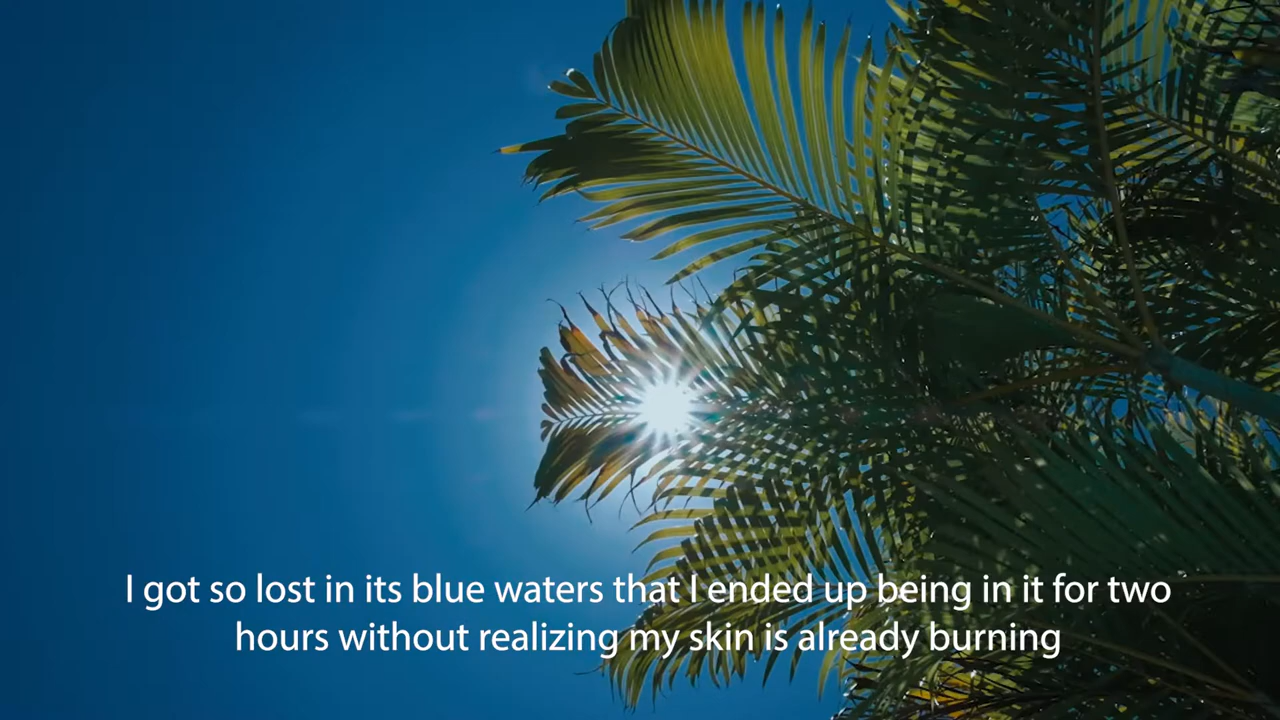 I got so lost in its blue waters that I ended up being in it for two
hours without realizing my skin is already burning